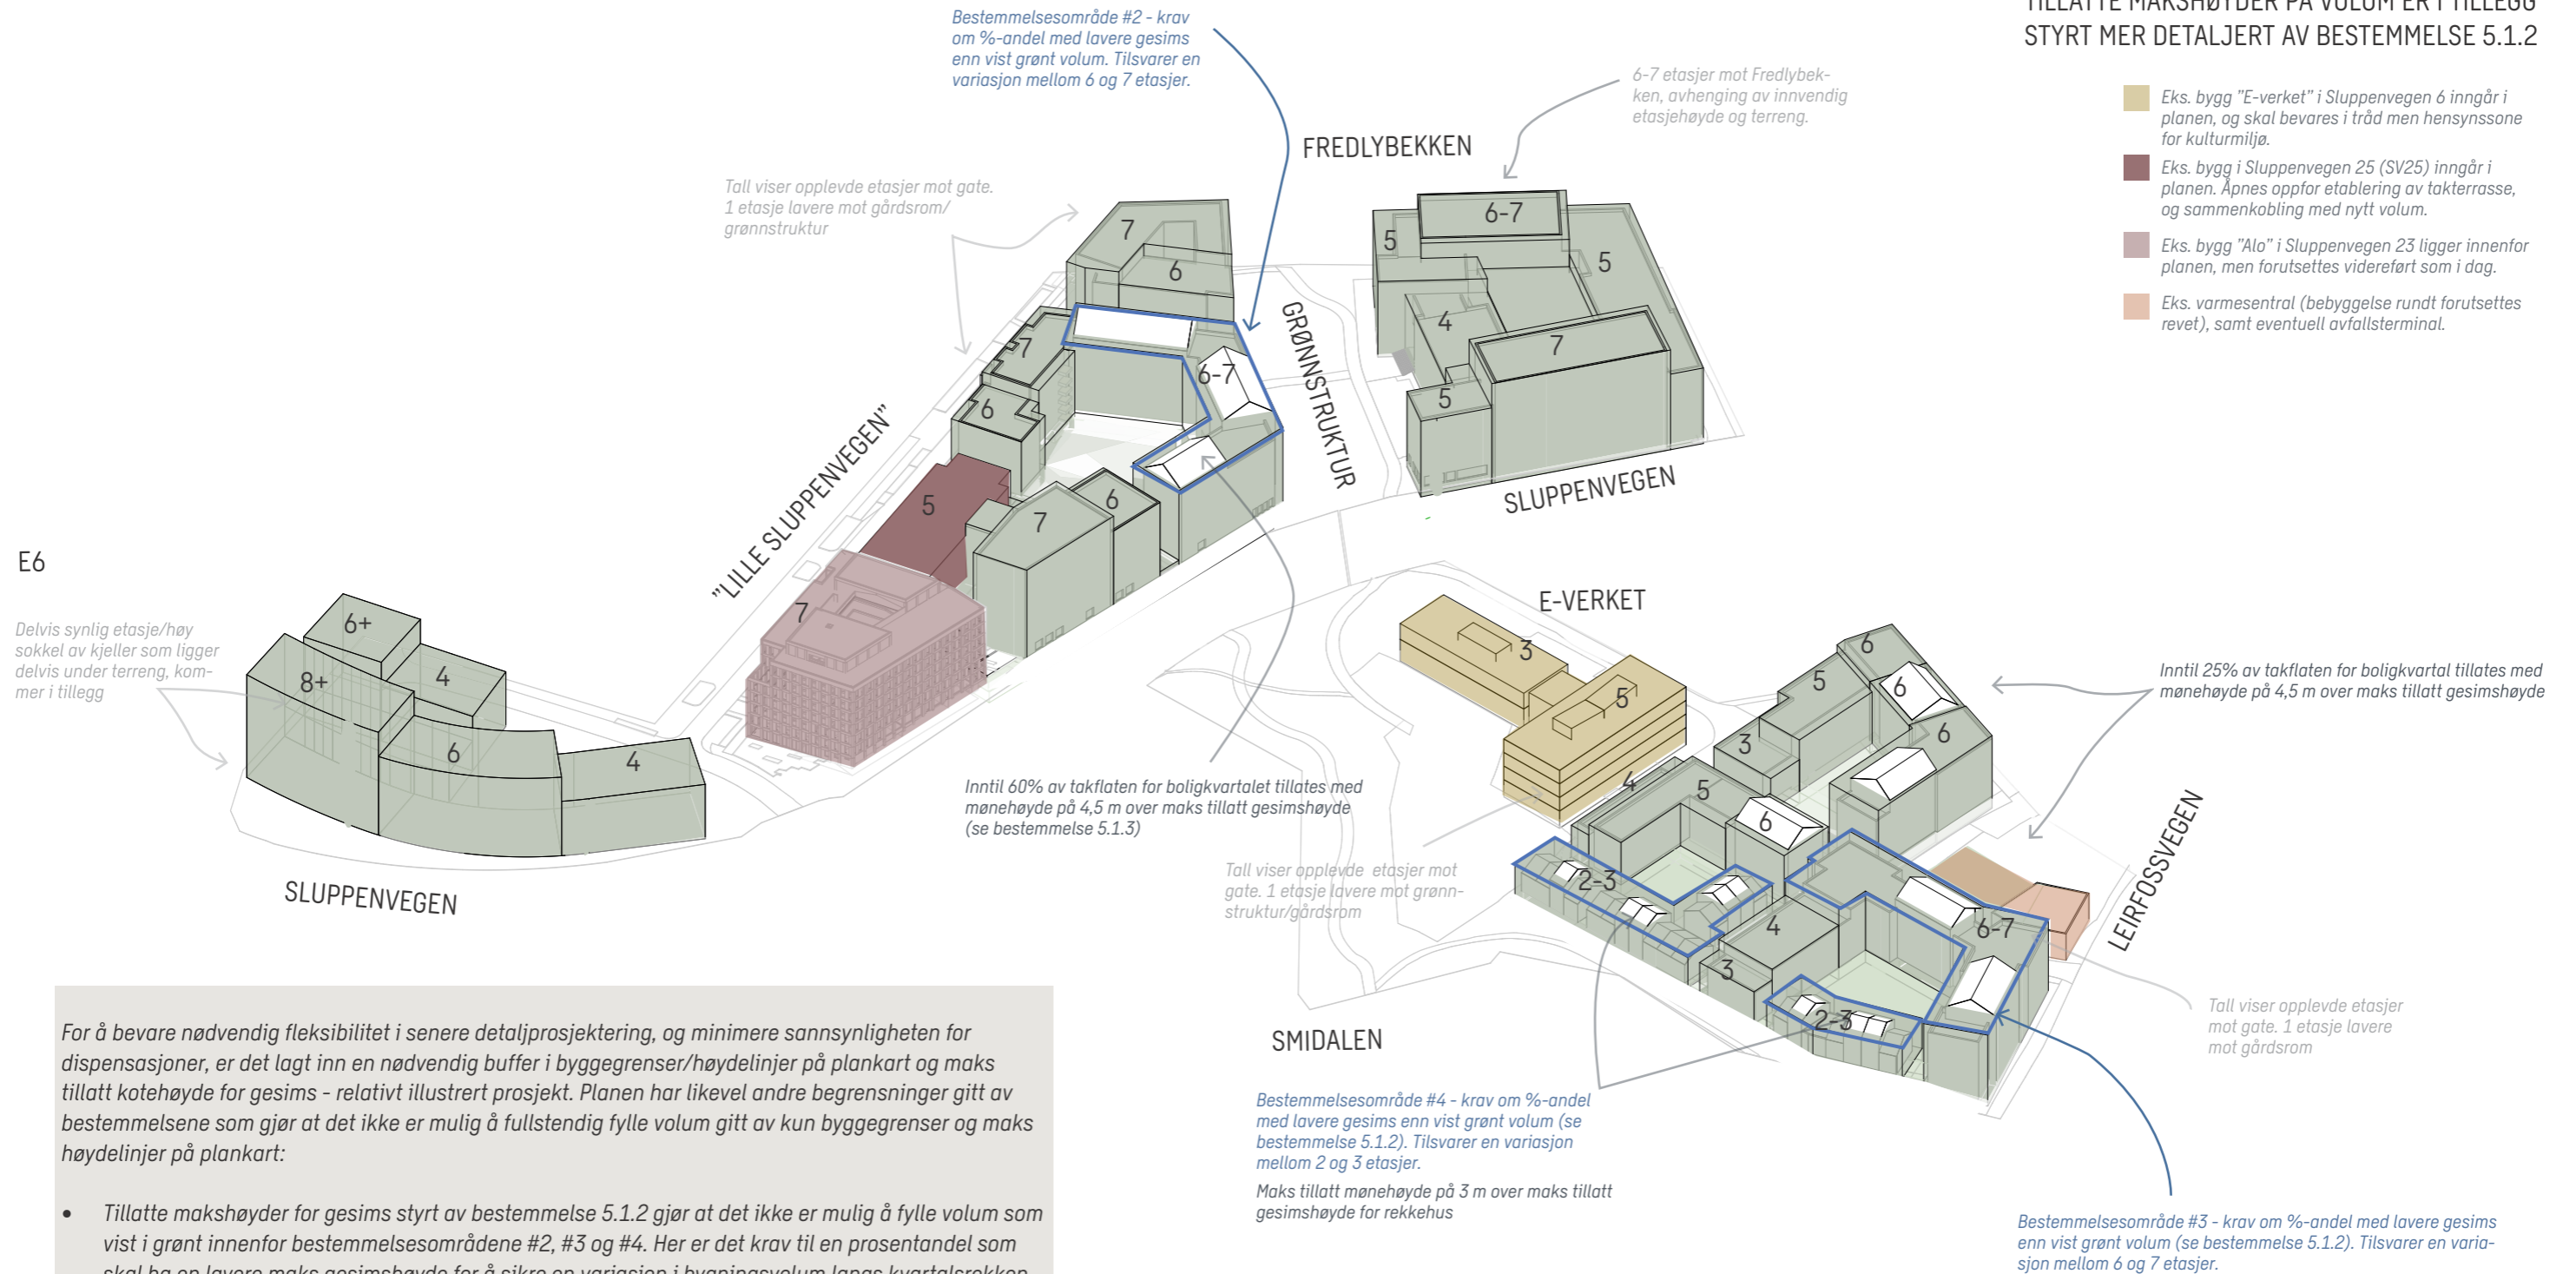 TILLATTE MAKSHØYDER PÅ VOLUM ER I TILLEGG
STYRT MER DETALJERT AV BESTEMMELSE 5.1.2
Eks. bygg "E-verket" i Sluppenvegen 6 inngår i
planen, og skal bevares i tråd men hensynssone
for kulturmiljø.
Eks. bygg i Sluppenvegen 25 (SV25) inngår i
planen. Åpnes oppfor etablering av takterrasse,
og sammenkobling med nytt volum.
Eks. bygg "Alo" i Sluppenvegen 23 ligger innenfor
planen, men forutsettes videreført som i dag.
Eks. varmesentral (bebyggelse rundt forutsettes
revet), samt eventuell avfallsterminal.
Bestemmelsesområde #2 - krav
om %-andel med lavere gesims
enn vist grønt volum. Tilsvarer en
variasjon mellom 6 og 7 etasjer.
6-7 etasjer mot Fredlybek-
ken, avhenging av innvendig
etasjehøyde og terreng.
FREDLYBEKKEN
Tall viser opplevde etasjer mot gate.
1 etasje lavere mot gårdsrom/
grønnstruktur
7
6
7
6
6-7
5
7
6
7
GRØNNSTRUKTUR
5
6-7
5
4
7
5
SLUPPENVEGEN
"LILLE SLUPPENVEGEN"
E6
Delvis synlig etasje/høy
sokkel av kjeller som ligger
delvis under terreng, kom-
mer i tillegg
6+
8+
4
6
4
SLUPPENVEGEN
Inntil 60% av takflaten for boligkvartalet tillates med
mønehøyde på 4,5 m over maks tillatt gesimshøyde
(se bestemmelse 5.1.3)
E-VERKET
3
5
6
5
6
3
6
4
5
6
2-3
4
3
6-7
2-3
Inntil 25% av takflaten for boligkvartal tillates med
mønehøyde på 4,5 m over maks tillatt gesimshøyde
LEIRFOSSVEGEN
Tall viser opplevde etasjer mot
gate. 1 etasje lavere mot grønn-
struktur/gårdsrom
Tall viser opplevde etasjer
mot gate. 1 etasje lavere
mot gårdsrom
SMIDALEN
Bestemmelsesområde #4 - krav om %-andel
med lavere gesims enn vist grønt volum (se
bestemmelse 5.1.2). Tilsvarer en variasjon
mellom 2 og 3 etasjer.
Maks tillatt mønehøyde på 3 m over maks tillatt
gesimshøyde for rekkehus
Bestemmelsesområde #3 - krav om %-andel med lavere gesims
enn vist grønt volum (se bestemmelse 5.1.2). Tilsvarer en varia-
sjon mellom 6 og 7 etasjer.
For å bevare nødvendig fleksibilitet i senere detaljprosjektering, og minimere sannsynligheten for
dispensasjoner, er det lagt inn en nødvendig buffer i byggegrenser/høydelinjer på plankart og maks
tillatt kotehøyde for gesims - relativt illustrert prosjekt. Planen har likevel andre begrensninger gitt av
bestemmelsene som gjør at det ikke er mulig å fullstendig fylle volum gitt av kun byggegrenser og maks
høydelinjer på plankart:
• Tillatte makshøyder for gesims styrt av bestemmelse 5.1.2 gjør at det ikke er mulig å fylle volum som
vist i grønt innenfor bestemmelsesområdene #2, #3 og #4. Her er det krav til en prosentandel som
skal ha en lavere maks gesimshøyde for å sikre en variasjon i bygningsvolum langs kvartalsrekken